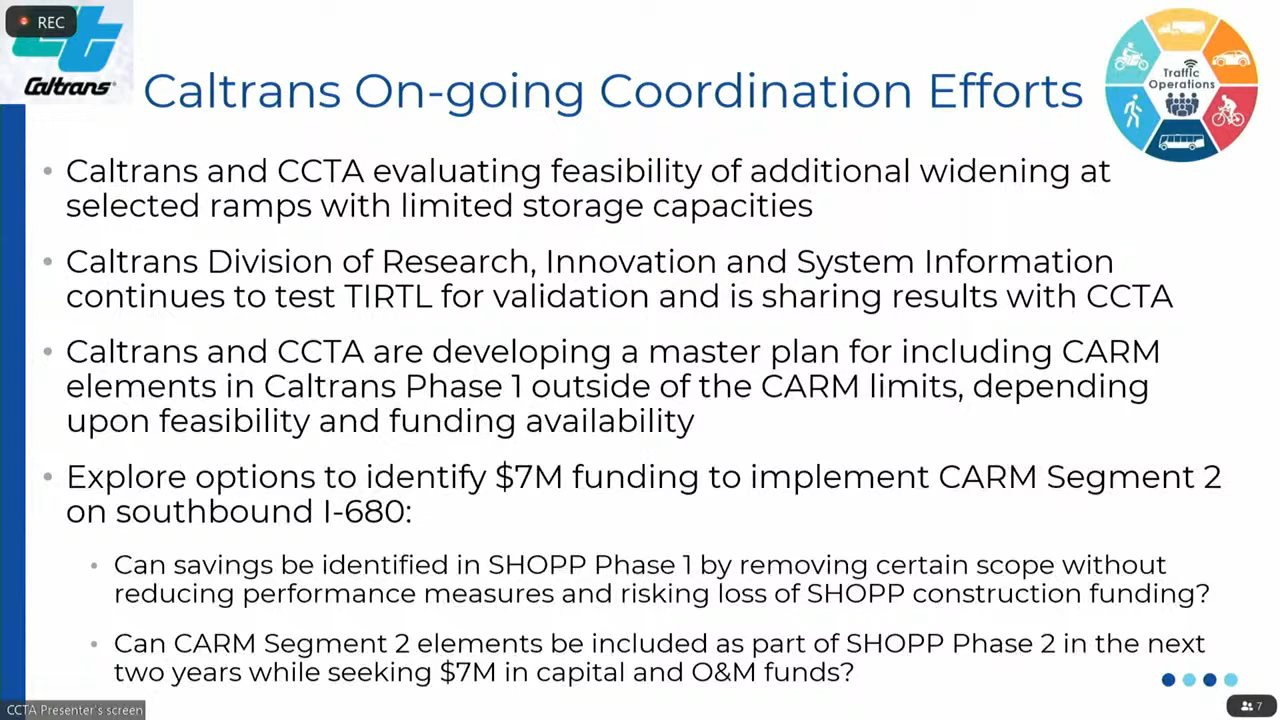 REC
Caltrans®
Caltrans On-going Coordination Efforts
Traffic
Operations
• Caltrans and CCTA evaluating feasibility of additional widening at
selected ramps with limited storage capacities
• Caltrans Division of Research, Innovation and System Information
continues to test TIRTL for validation and is sharing results with CCTA
• Caltrans and CCTA are developing a master plan for including CARM
elements in Caltrans Phase 1 outside of the CARM limits, depending
upon feasibility and funding availability
• Explore options to identify $7M funding to implement CARM Segment 2
on southbound I-680:
• Can savings be identified in SHOPP Phase 1 by removing certain scope without
reducing performance measures and risking loss of SHOPP construction funding?
• Can CARM Segment 2 elements be included as part of SHOPP Phase 2 in the next
two years while seeking $7M in capital and O&M funds?
CCTA Presenter's screen
7